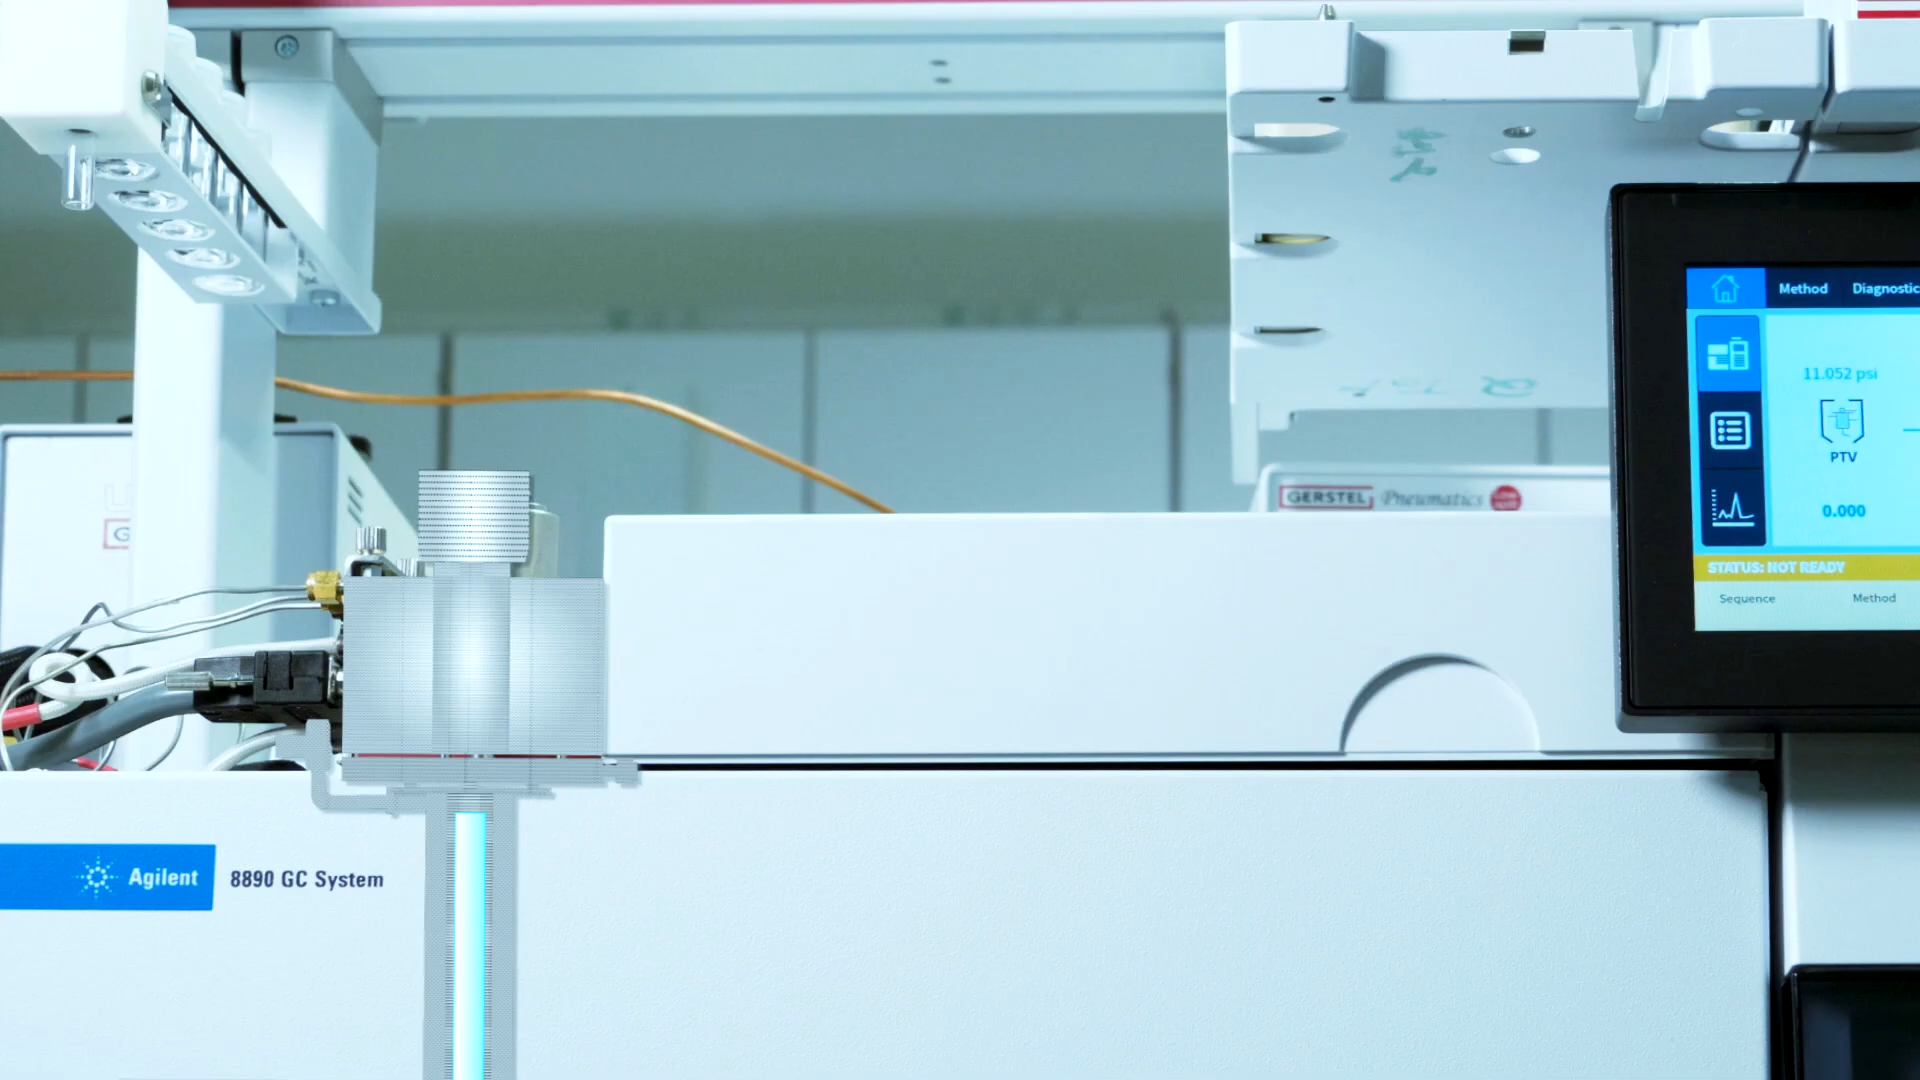 Method Diagnostic
11.052 psi
PTV
0.000
STATUS: NOT READY
Sequence Method
GERSTEL Pneumatics
G
Agilent 8890 GC System